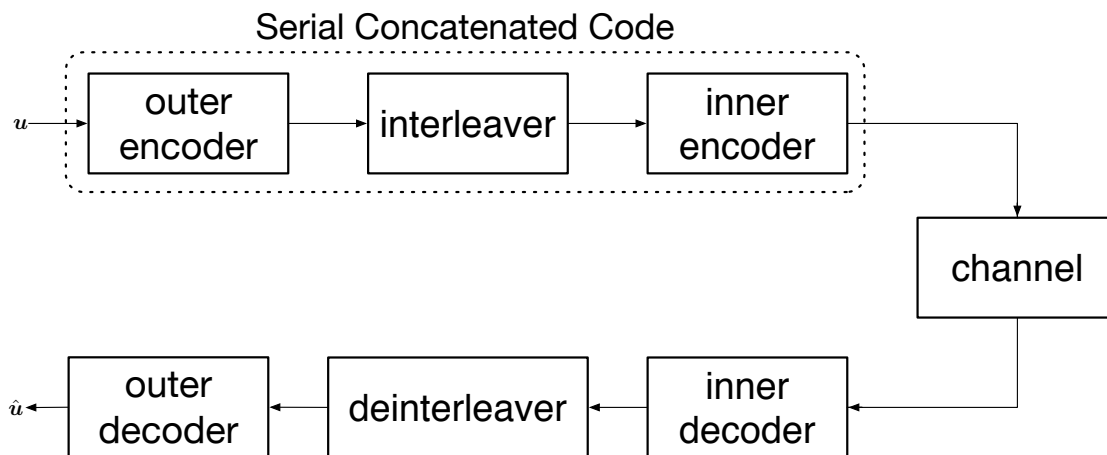 Serial Concatenated Code
u
outer
encoder
interleaver
inner
encoder
channel
inner
decoder
deinterleaver
outer
decoder
û